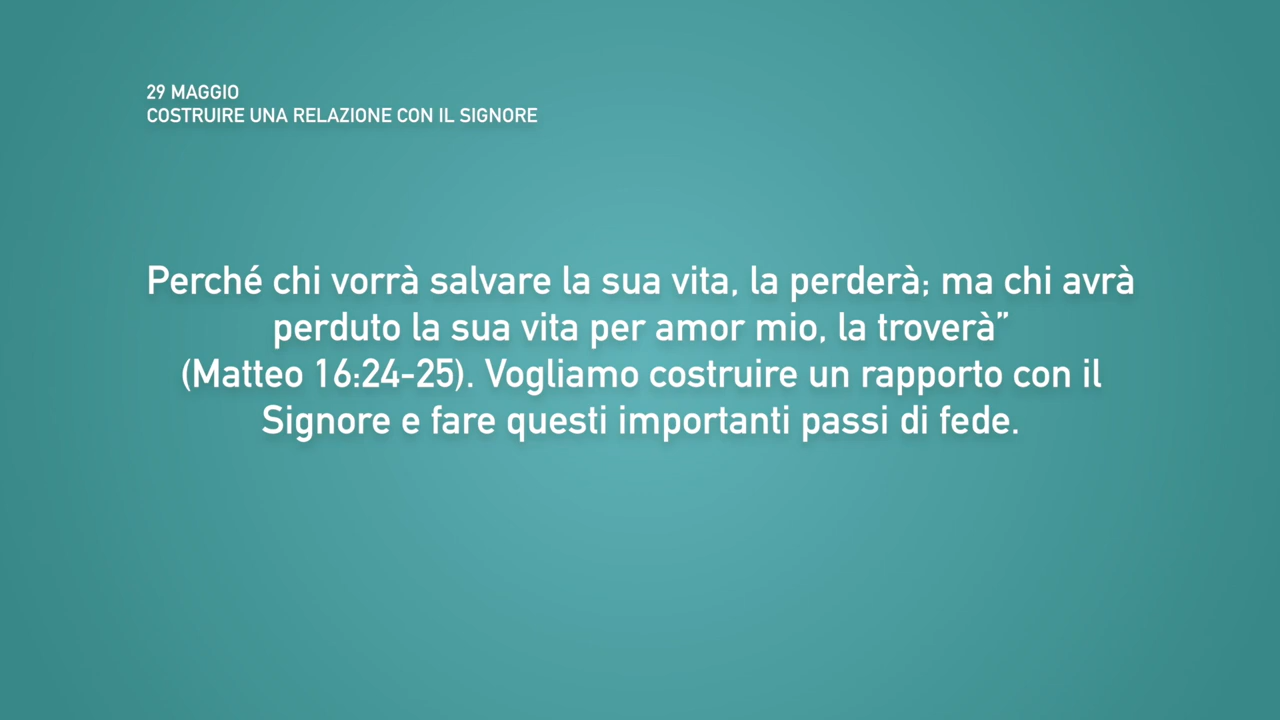 29 MAGGIO
COSTRUIRE UNA RELAZIONE CON IL SIGNORE
Perché chi vorrà salvare la sua vita, la perderà; ma chi avrà
perduto la sua vita per amor mio, la troverà”
(Matteo 16:24-25). Vogliamo costruire un rapporto con il
Signore e fare questi importanti passi di fede.